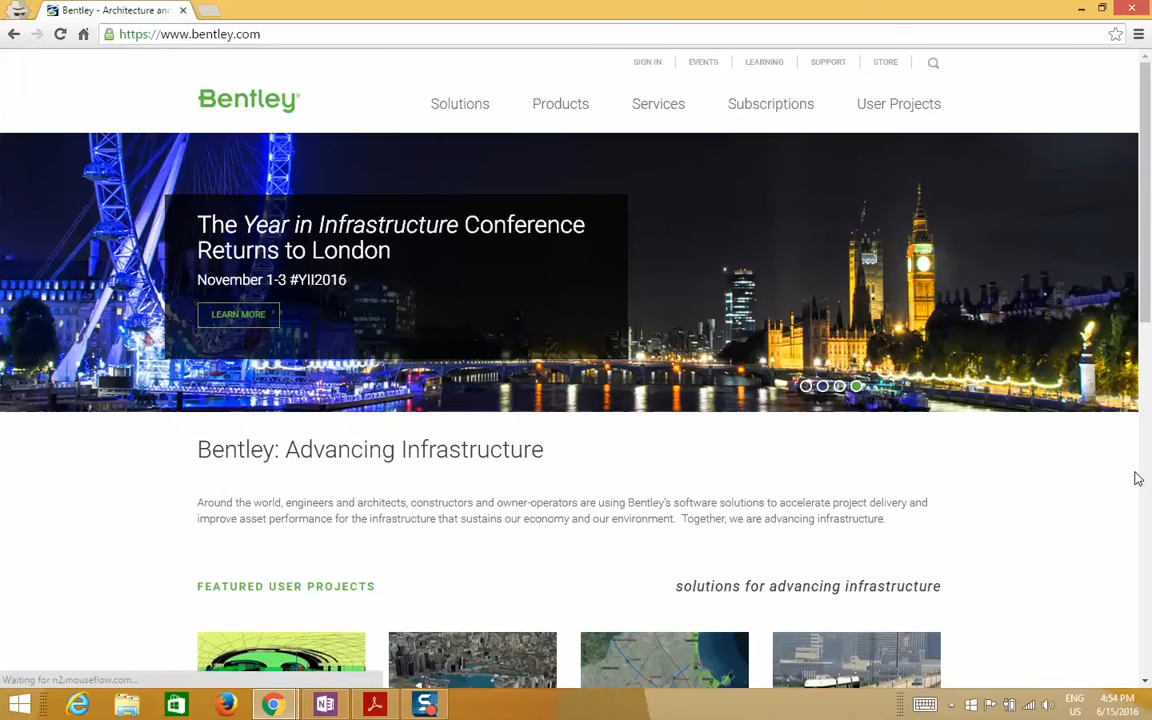 Bentley - Architecture and
https://www.bentley.com
SIGN IN
EVENTS
LEARNING
SUPPORT
STORE
Bentley®
Solutions
Products
Services
Subscriptions
User Projects
The Year in Infrastructure Conference
Returns to London
November 1-3 #YII2016
LEARN MORE
Bentley: Advancing Infrastructure
Around the world, engineers and architects, constructors and owner-operators are using Bentley's software solutions to accelerate project delivery and
improve asset performance for the infrastructure that sustains our economy and our environment. Together, we are advancing infrastructure.
FEATURED USER PROJECTS
solutions for advancing infrastructure
Waiting for n2.mouseflow.com...
ENG
US
4:54 PM
6/15/2016